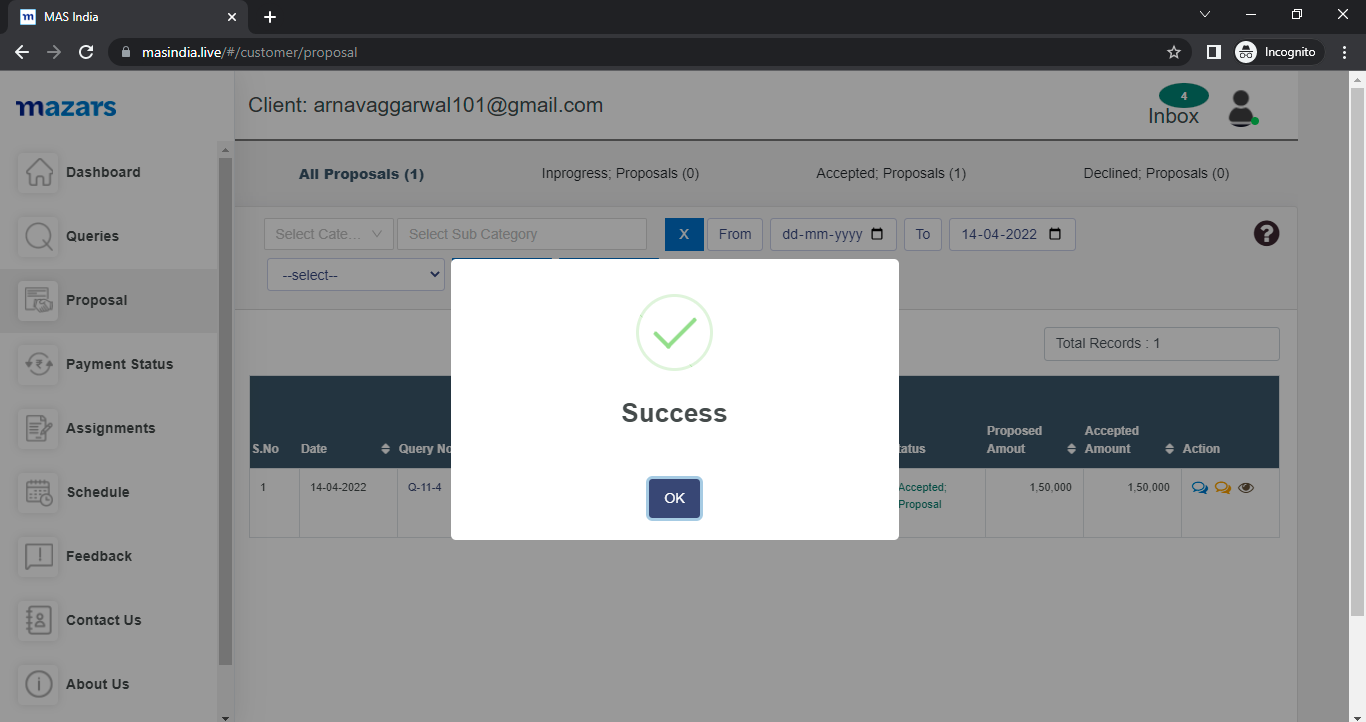 MAS India
masindia.live/#/customer/proposal
Incognito
mazars
Client: arnavaggarwal101@gmail.com
4
Inbox
Dashboard
Queries
Proposal
Payment Status
Assignments
Schedule
Feedback
Contact Us
About Us
All Proposals (1)
Inprogress; Proposals (0)
Accepted; Proposals (1)
Declined; Proposals (0)
Select Cate...
Select Sub Category
X
From
dd-mm-yyyy
To
14-04-2022
?
--select--
Total Records : 1
S.No
Date
Query No
Proposed
Amout
Accepted
Amount
Action
1
14-04-2022
Q-11-4
Accepted;
Proposal
1,50,000
1,50,000
Success
OK